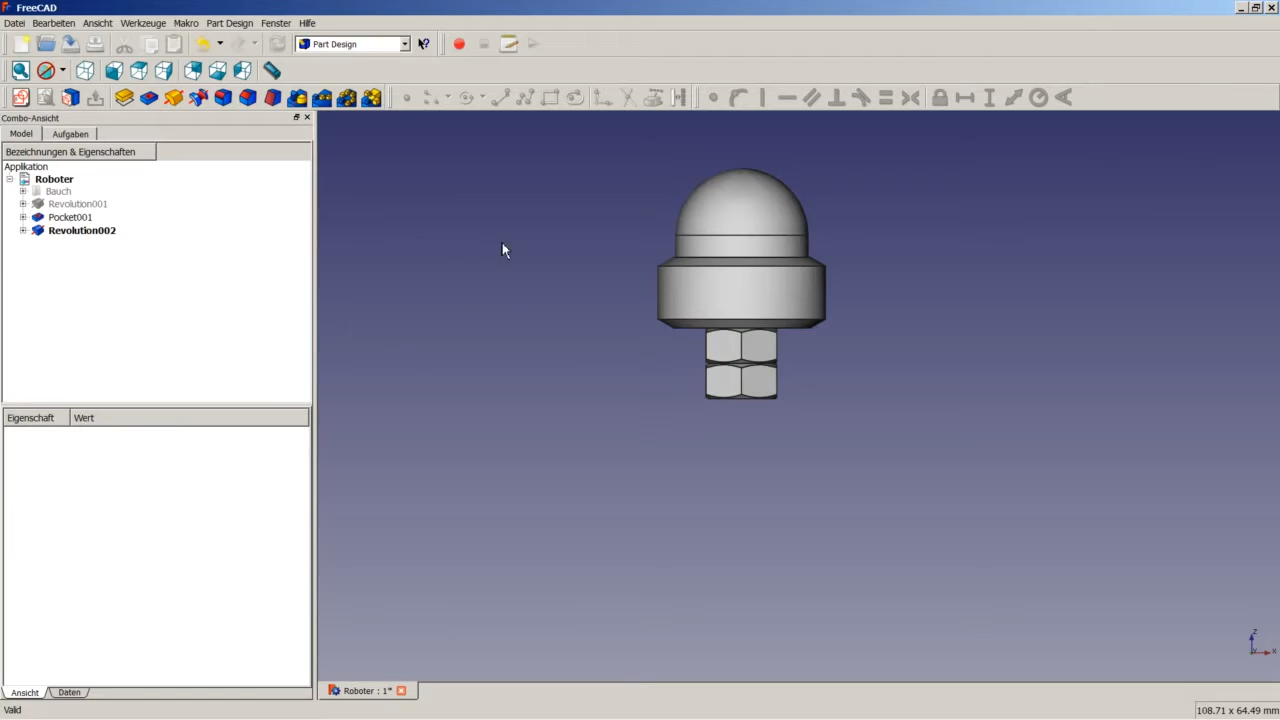 FreeCAD
Datei Bearbeiten Ansicht Werkzeuge Makro Part Design Fenster Hilfe
Part Design
Combo-Ansicht
Model Aufgaben
Bezeichnungen & Eigenschaften
Applikation
Roboter
Bauch
Revolution001
Pocket001
Revolution002
Eigenschaft Wert
Ansicht Daten
Roboter : 1*
Valid
108.71 x 64.49 mm
z
x